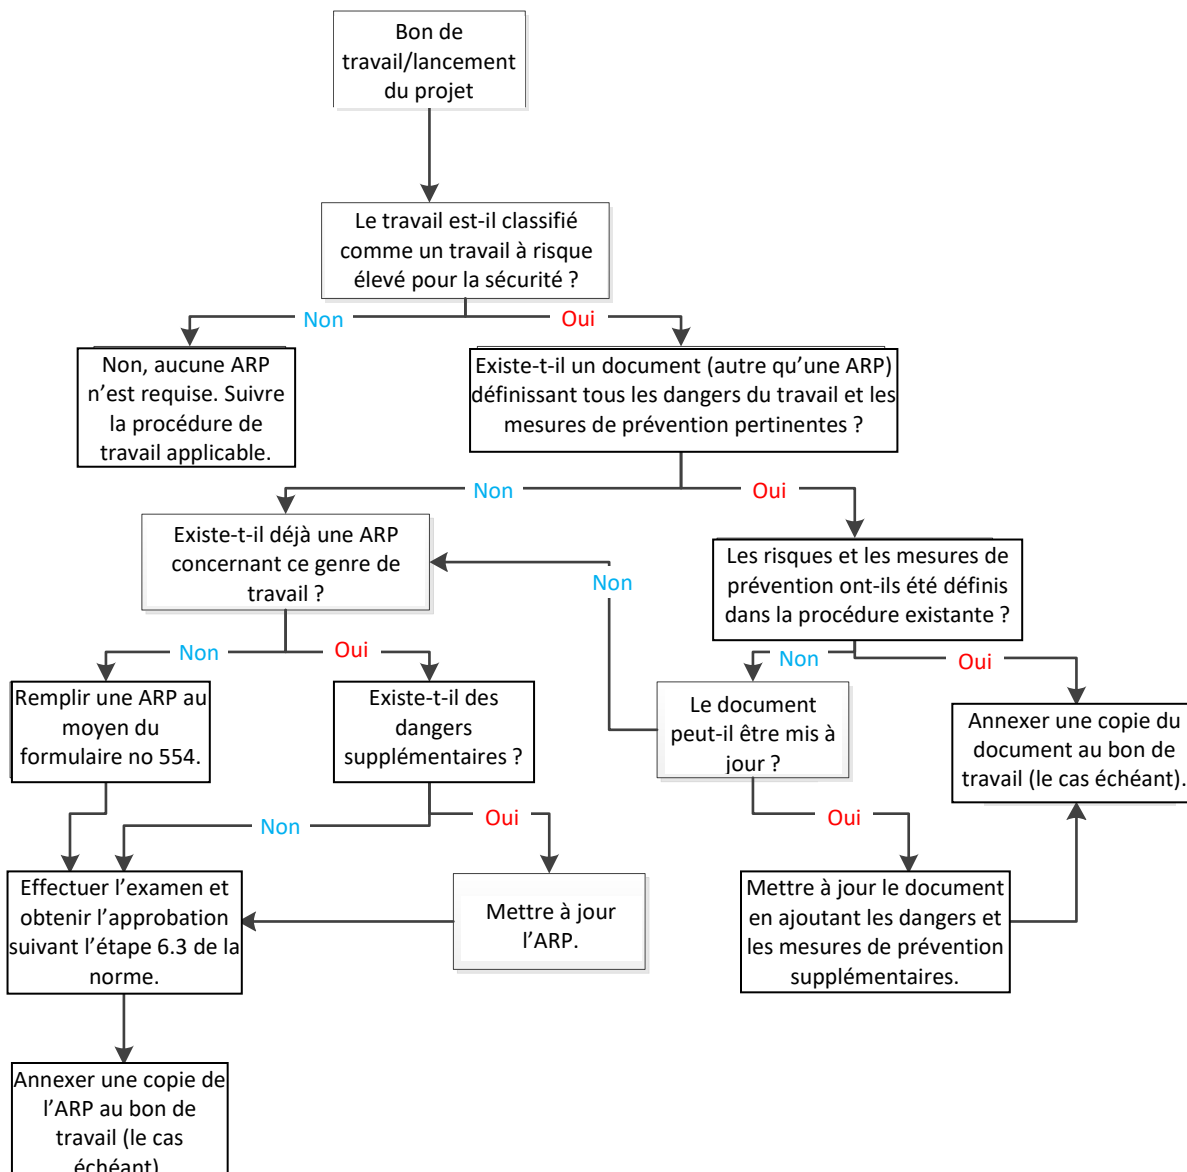 Bon de
travail/lancement
du projet
Le travail est-il classifié
comme un travail à risque
élevé pour la sécurité ?
Non
Oui
Non, aucune ARP
n’est requise. Suivre
la procédure de
travail applicable.
Existe-t-il un document (autre qu’une ARP)
définissant tous les dangers du travail et les
mesures de prévention pertinentes ?
Non
Oui
Existe-t-il déjà une ARP
concernant ce genre de
travail ?
Non
Les risques et les mesures de
prévention ont-ils été définis
dans la procédure existante ?
Non
Oui
Non
Oui
Remplir une ARP au
moyen du
formulaire no 554.
Existe-t-il des
dangers
supplémentaires ?
Le document
peut-il être mis à
jour ?
Annexer une copie du
document au bon de
travail (le cas échéant).
Non
Oui
Oui
Effectuer l’examen et
obtenir l’approbation
suivant l’étape 6.3 de la
norme.
Mettre à jour
l’ARP.
Mettre à jour le document
en ajoutant les dangers et
les mesures de prévention
supplémentaires.
Annexer une copie de
l’ARP au bon de
travail (le cas
échéant)